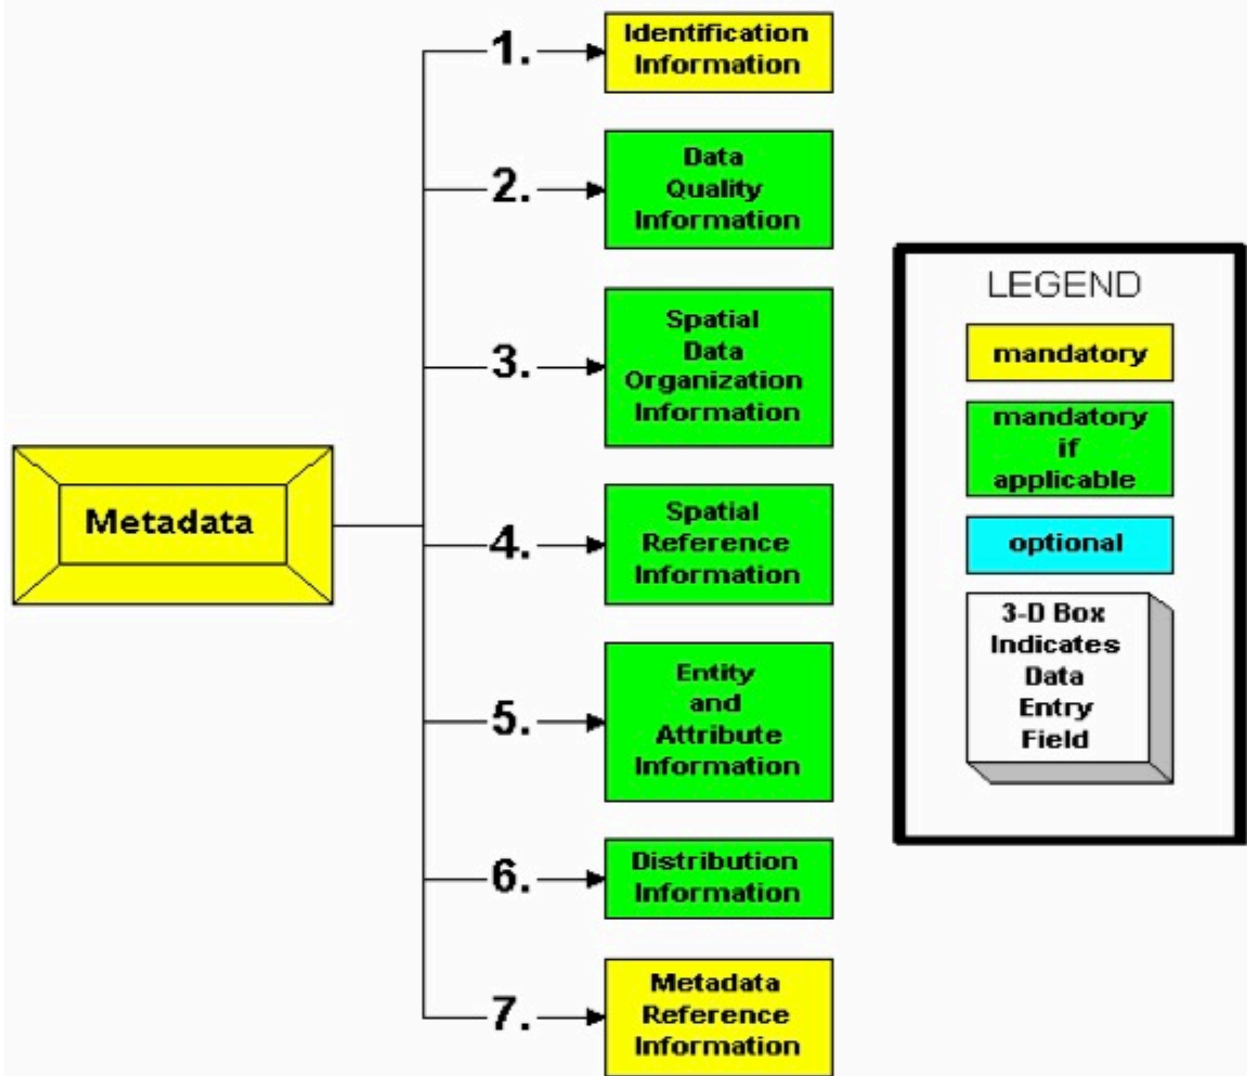 1.
Identification
Information
2.
Data
Quality
Information
3.
Spatial
Data
Organization
Information
Metadata
4.
Spatial
Reference
Information
5.
Entity
and
Attribute
Information
6.
Distribution
Information
7.
Metadata
Reference
Information
LEGEND
mandatory
mandatory
if
applicable
optional
3-D Box
Indicates
Data
Entry
Field